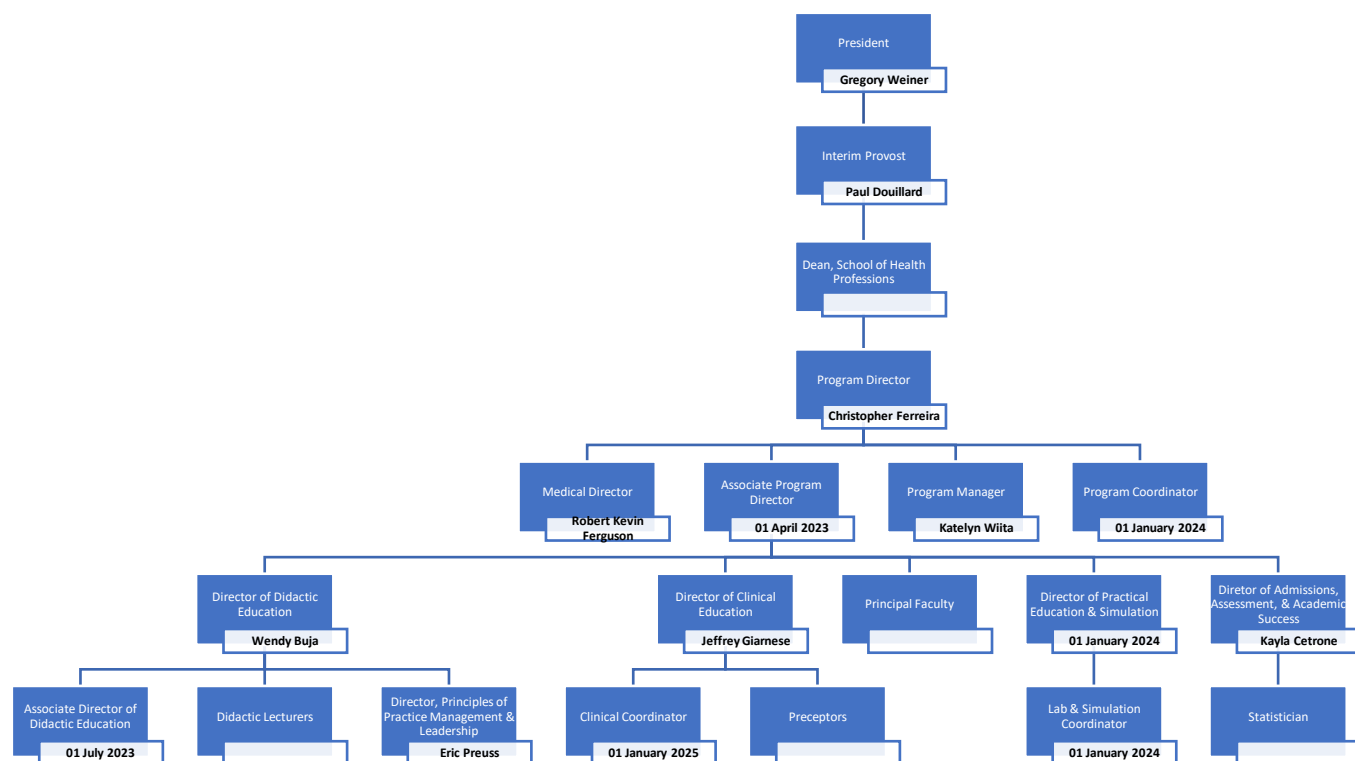 President
Gregory Weiner
Interim Provost
Paul Douillard
Dean, School of Health
Professions
Program Director
Christopher Ferreira
Medical Director
Robert Kevin
Ferguson
Associate Program
Director
01 April 2023
Program Manager
Katelyn Wiita
Program Coordinator
01 January 2024
Director of Didactic
Education
Wendy Buja
Director of Clinical
Education
Jeffrey Giarnese
Principal Faculty
Director of Practical
Education & Simulation
01 January 2024
Diretor of Admissions,
Assessment, & Academic
Success
Kayla Cetrone
Associate Director of
Didactic Education
01 July 2023
Didactic Lecturers
Director, Principles of
Practice Management &
Leadership
Eric Preuss
Clinical Coordinator
01 January 2025
Preceptors
Lab & Simulation
Coordinator
01 January 2024
Statistician